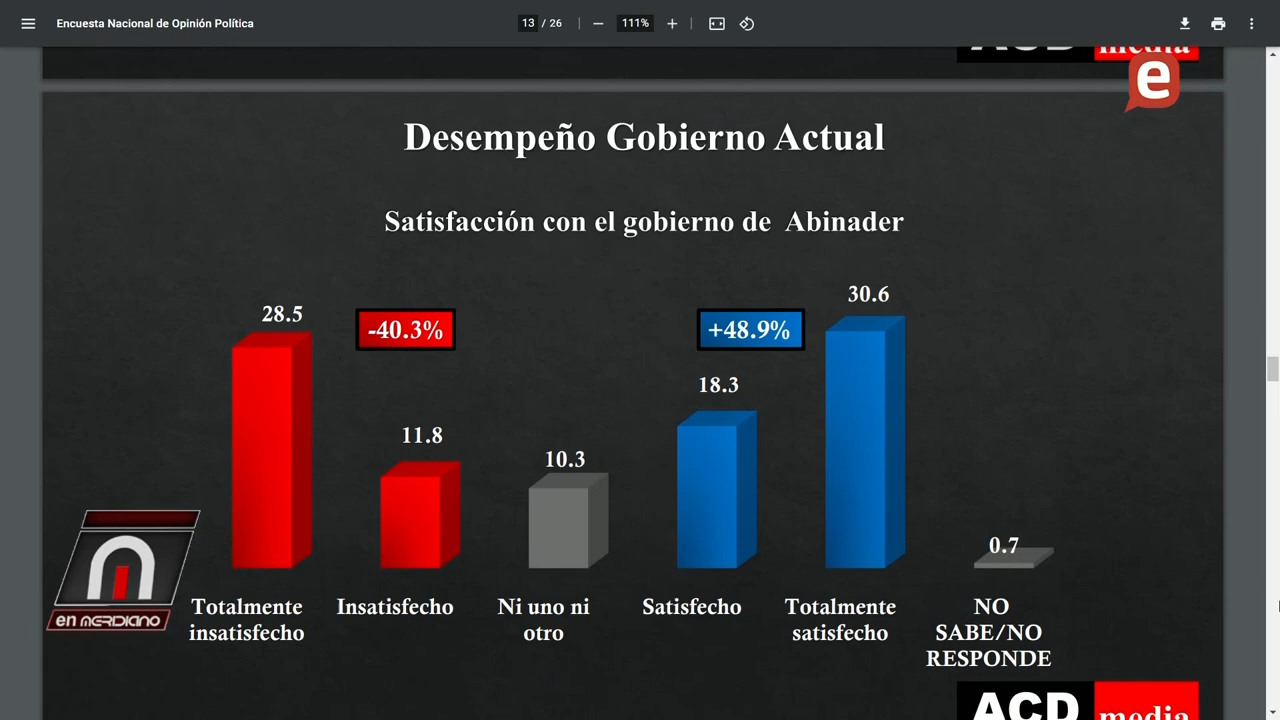 Encuesta Nacional de Opinión Política
13 / 26
111%
ACD media
e
Desempeño Gobierno Actual
Satisfacción con el gobierno de Abinader
28.5
-40.3%
11.8
10.3
18.3
+48.9%
30.6
0.7
en MERIDIANO
Totalmente
insatisfecho
Insatisfecho
Ni uno ni
otro
Satisfecho
Totalmente
satisfecho
NO
SABE/NO
RESPONDE
ACD media